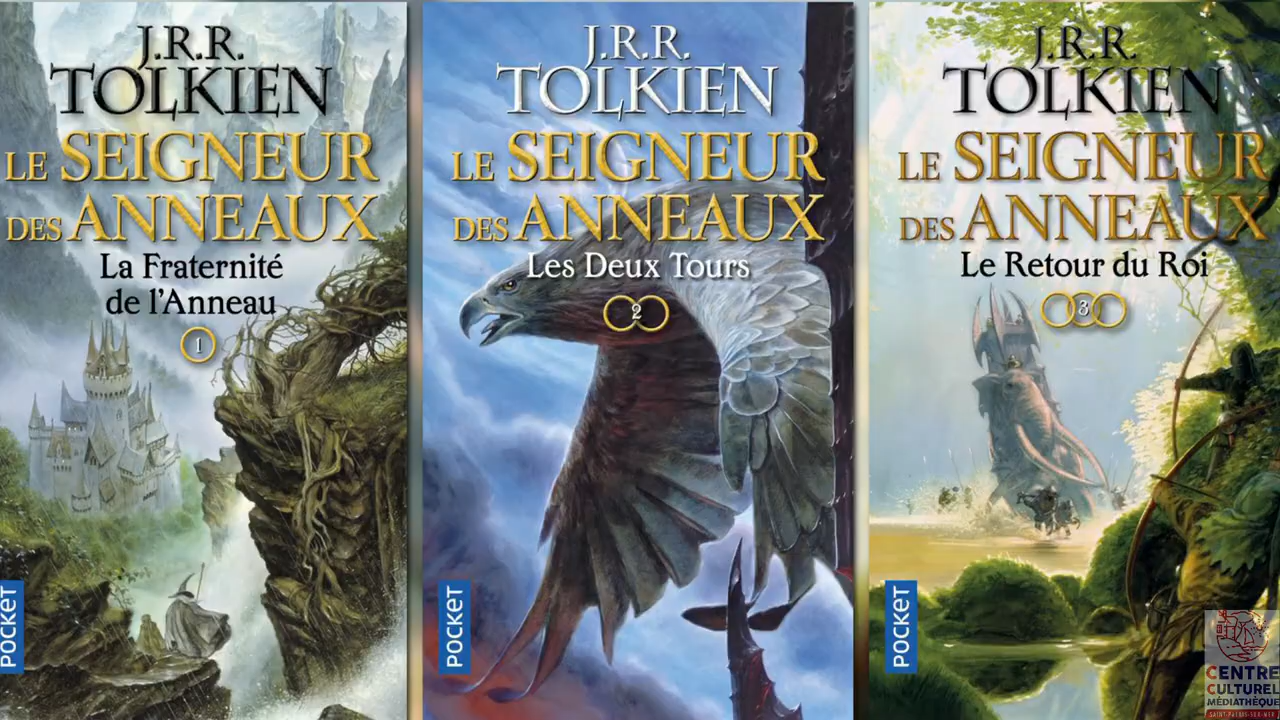 J.R.R.
TOLKIEN
LE SEIGNEUR
DES ANNEAUX
La Fraternité
de l'Anneau
1
POCKET
J.R.R.
TOLKIEN
LE SEIGNEUR
DES ANNEAUX
Les Deux Tours
2
POCKET
J.R.R.
TOLKIEN
LE SEIGNEUR
DES ANNEAUX
Le Retour du Roi
3
POCKET
CENTRE
CULTUREL
MÉDIATHÈQUE